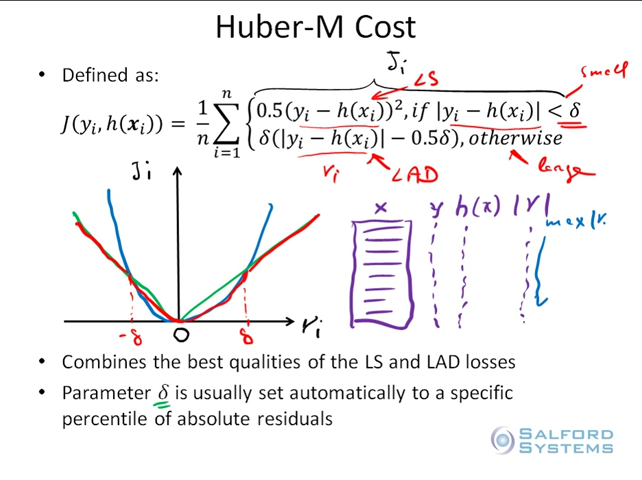 Huber-M Cost
• Defined as:
J_i
LS
small
J(y_i, h(x_i)) = 1/n ∑_{i=1}^{n} { 0.5(y_i − h(x_i))², if |y_i − h(x_i)| < δ
δ(|y_i − h(x_i)| − 0.5δ), otherwise
r_i
LAD
large
J_i
x y h(x) |r|
max|r.
-δ 0 δ r_i
• Combines the best qualities of the LS and LAD losses
• Parameter δ is usually set automatically to a specific
percentile of absolute residuals
SALFORD
SYSTEMS